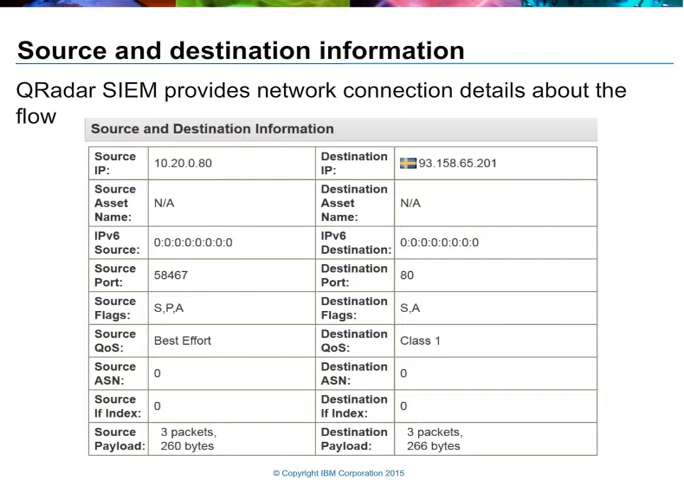 Source and destination information
QRadar SIEM provides network connection details about the
flow
Source and Destination Information
Source
IP:
10.20.0.80
Destination
IP:
93.158.65.201
Source
Asset
Name:
N/A
Destination
Asset
Name:
N/A
IPv6
Source:
0:0:0:0:0:0:0:0
IPv6
Destination:
0:0:0:0:0:0:0:0
Source
Port:
58467
Destination
Port:
80
Source
Flags:
S,P,A
Destination
Flags:
S,A
Source
QoS:
Best Effort
Destination
QoS:
Class 1
Source
ASN:
0
Destination
ASN:
0
Source
If Index:
0
Destination
If Index:
0
Source
Payload:
3 packets,
260 bytes
Destination
Payload:
3 packets,
266 bytes
© Copyright IBM Corporation 2015